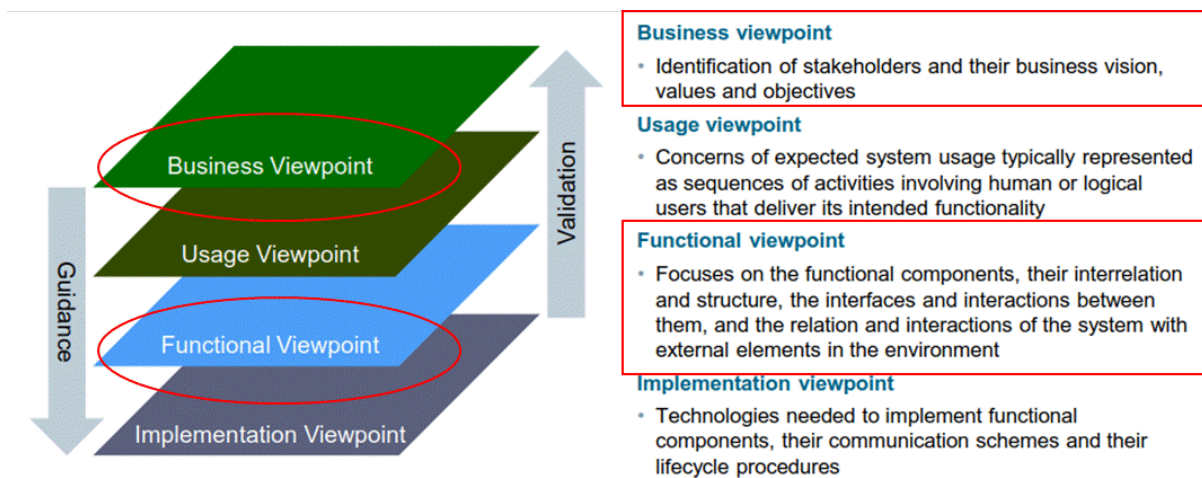 Business Viewpoint
Usage Viewpoint
Functional Viewpoint
Implementation Viewpoint
Guidance
Validation
Business viewpoint
• Identification of stakeholders and their business vision,
values and objectives
Usage viewpoint
• Concerns of expected system usage typically represented
as sequences of activities involving human or logical
users that deliver its intended functionality
Functional viewpoint
• Focuses on the functional components, their interrelation
and structure, the interfaces and interactions between
them, and the relation and interactions of the system with
external elements in the environment
Implementation viewpoint
• Technologies needed to implement functional
components, their communication schemes and their
lifecycle procedures